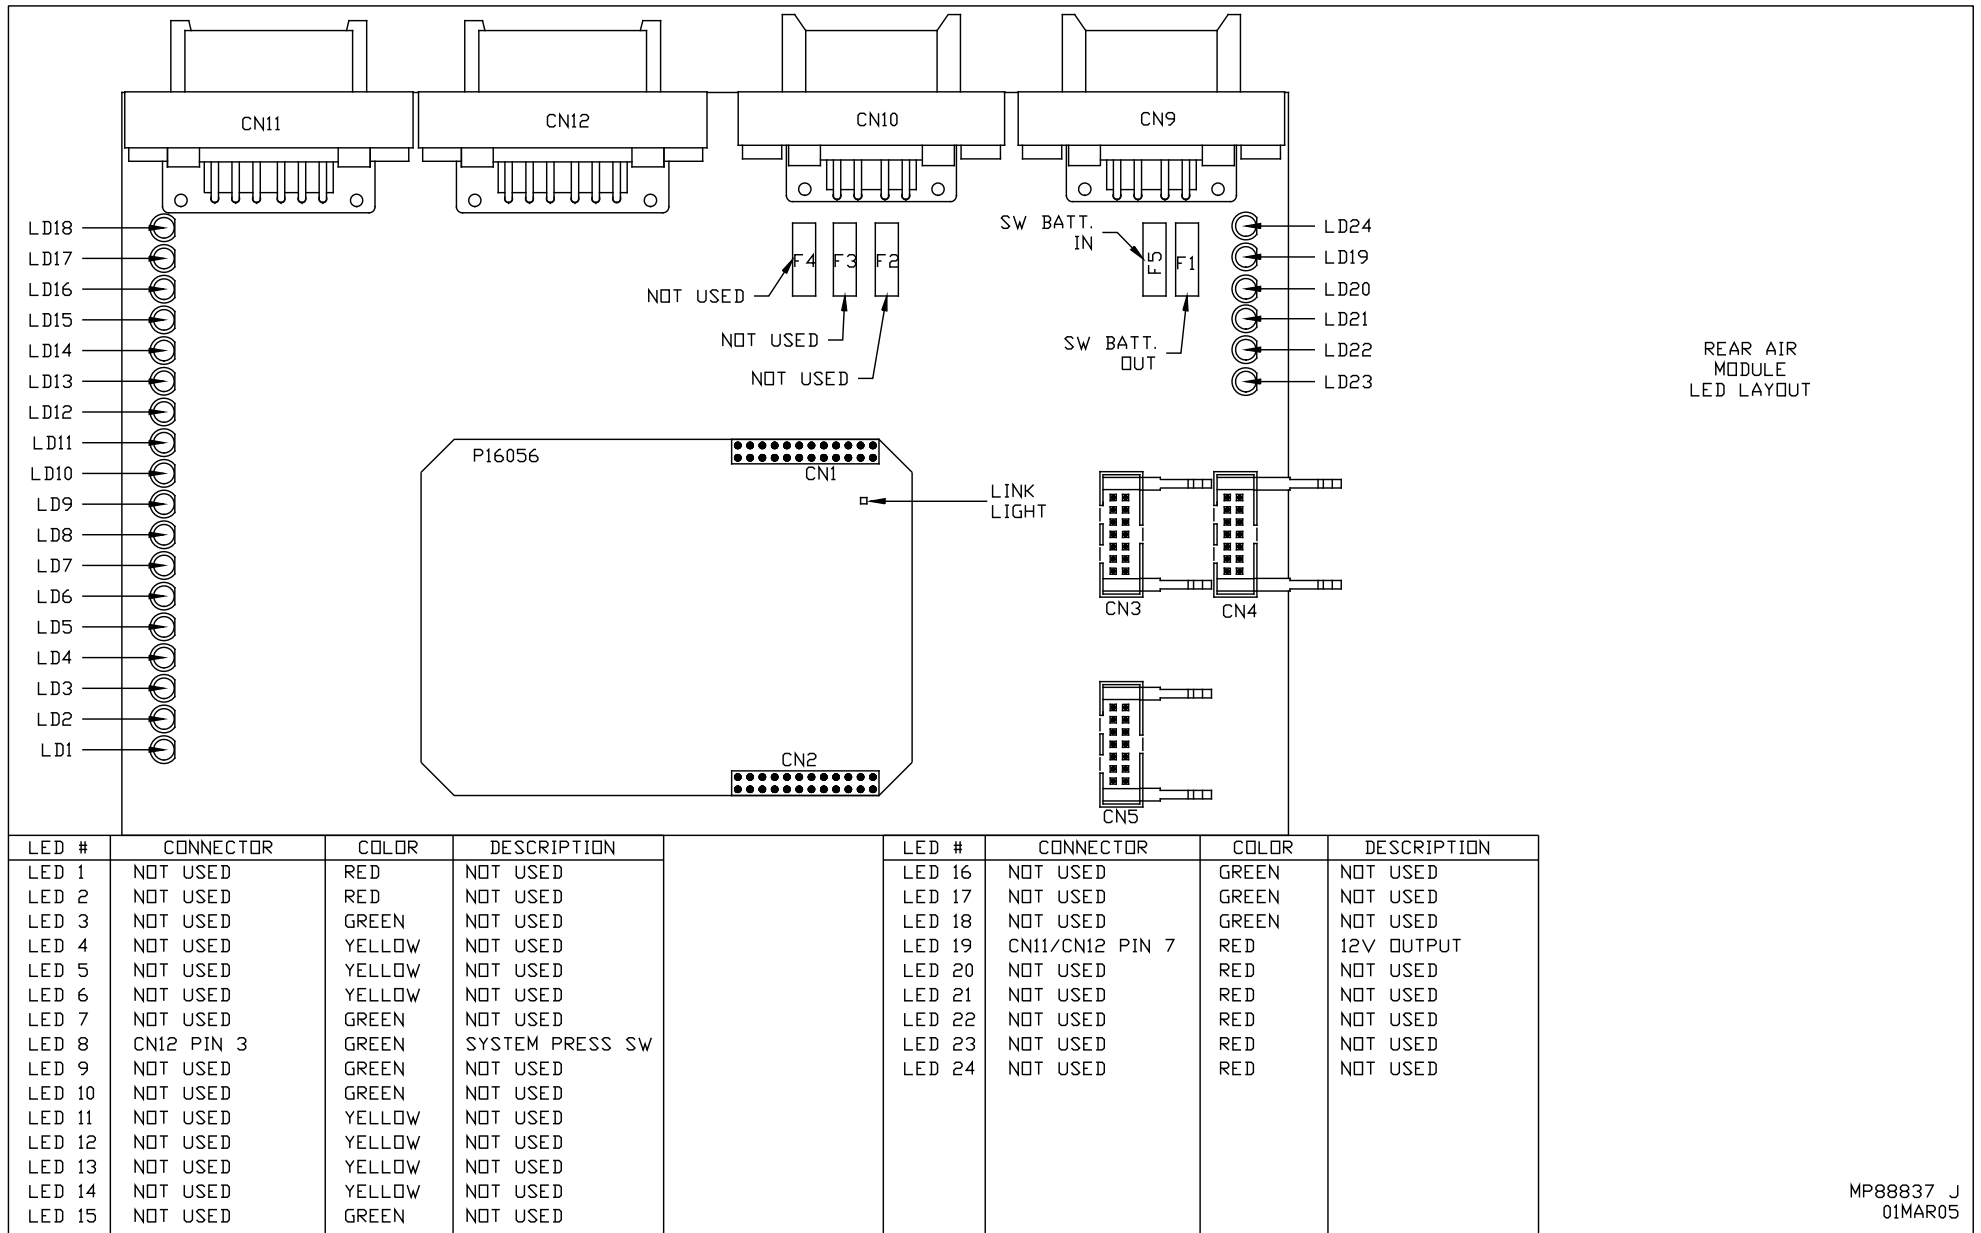 CN11
CN12
CN10
CN9
LD18
LD17
LD16
LD15
LD14
LD13
LD12
LD11
LD10
LD9
LD8
LD7
LD6
LD5
LD4
LD3
LD2
LD1
F4
F3
F2
NOT USED
NOT USED
NOT USED
SW BATT.
IN
F5
F1
SW BATT.
OUT
LD24
LD19
LD20
LD21
LD22
LD23
REAR AIR
MODULE
LED LAYOUT
P16056
CN1
LINK
LIGHT
CN2
CN3
CN4
CN5
LED # CONNECTOR COLOR DESCRIPTION
LED 1 NOT USED RED NOT USED
LED 2 NOT USED RED NOT USED
LED 3 NOT USED GREEN NOT USED
LED 4 NOT USED YELLOW NOT USED
LED 5 NOT USED YELLOW NOT USED
LED 6 NOT USED YELLOW NOT USED
LED 7 NOT USED GREEN NOT USED
LED 8 CN12 PIN 3 GREEN SYSTEM PRESS SW
LED 9 NOT USED GREEN NOT USED
LED 10 NOT USED GREEN NOT USED
LED 11 NOT USED YELLOW NOT USED
LED 12 NOT USED YELLOW NOT USED
LED 13 NOT USED YELLOW NOT USED
LED 14 NOT USED YELLOW NOT USED
LED 15 NOT USED GREEN NOT USED
LED # CONNECTOR COLOR DESCRIPTION
LED 16 NOT USED GREEN NOT USED
LED 17 NOT USED GREEN NOT USED
LED 18 NOT USED GREEN NOT USED
LED 19 CN11/CN12 PIN 7 RED 12V OUTPUT
LED 20 NOT USED RED NOT USED
LED 21 NOT USED RED NOT USED
LED 22 NOT USED RED NOT USED
LED 23 NOT USED RED NOT USED
LED 24 NOT USED RED NOT USED
MP88837 J
01MAR05